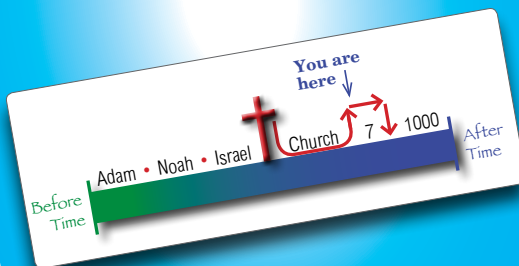 You are
here
Before
Time
Adam • Noah • Israel
Church
7
1000
After
Time